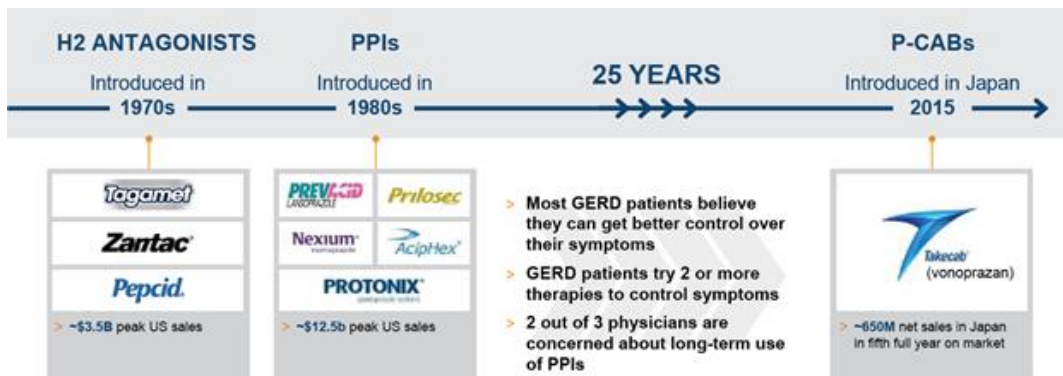 H2 ANTAGONISTS
Introduced in
1970s
PPIs
Introduced in
1980s
25 YEARS
P-CABs
Introduced in Japan
2015
Tagamet
Zantac
Pepcid
> ~$3.5B peak US sales
PREVACID
LANSOPRAZOLE
Prilosec
Nexium
AcipHex
PROTONIX
> ~$12.5b peak US sales
> Most GERD patients believe
they can get better control over
their symptoms
> GERD patients try 2 or more
therapies to control symptoms
> 2 out of 3 physicians are
concerned about long-term use
of PPIs
Takecab
(vonoprazan)
> ~650M net sales in Japan
in fifth full year on market